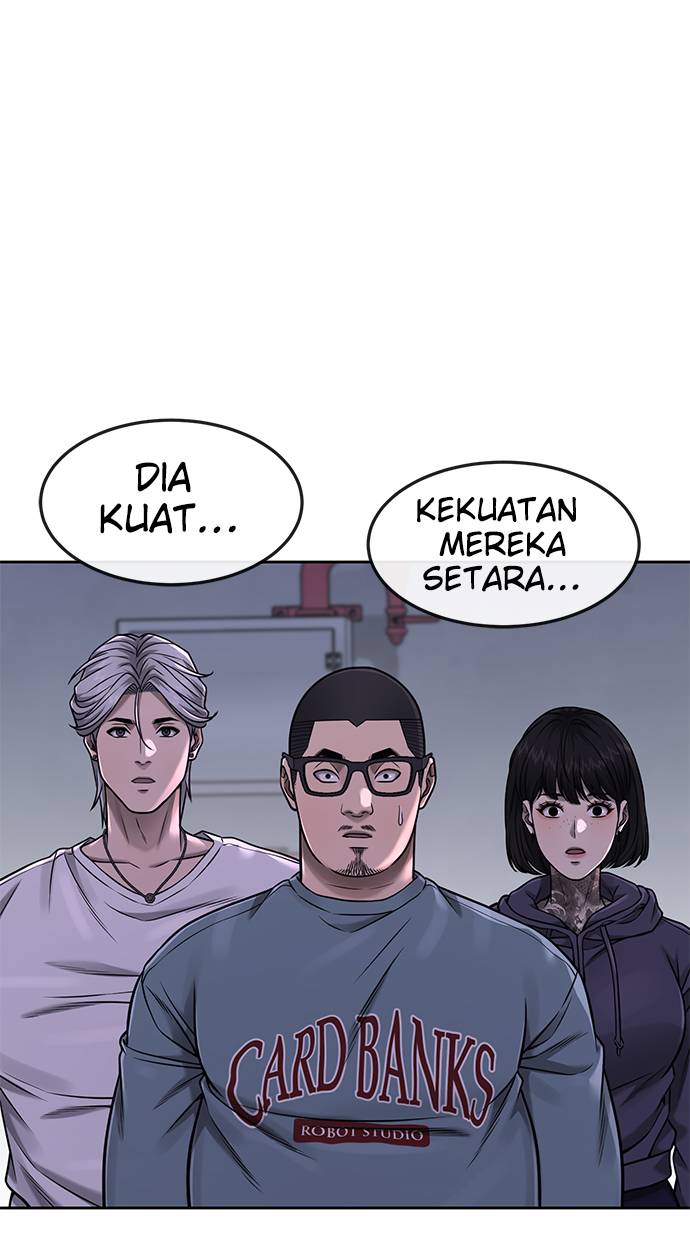 DIA
KUAT...
KEKUATAN
MEREKA
SETARA...
CARD BANKS
ROBOT STUDIO